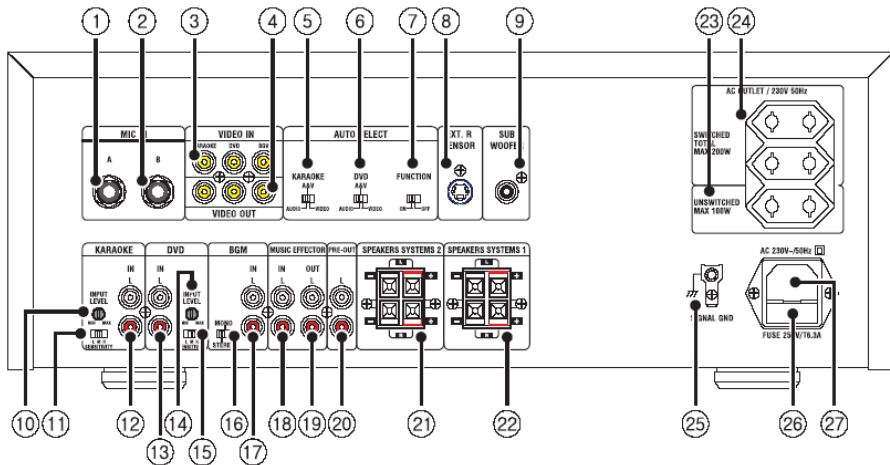 1 2 3 4 5 6 7 8 9 23 24
AC OUTLET / 230V 50Hz
MIC
VIDEO IN
AUTO SELECT
EXT. R
SUB
WOOFER
A B
KARAOKE DVD BGM
SWITCHED
TOTAL
MAX 200W
KARAOKE
A&V
DVD
A&V
FUNCTION
AUDIO VIDEO
AUDIO VIDEO
ON OFF
VIDEO OUT
UNSWITCHED
MAX 100W
KARAOKE DVD BGM MUSIC EFFECTOR PRE-OUT SPEAKERS SYSTEMS 2 SPEAKERS SYSTEMS 1
AC 230V~/50Hz
IN IN IN IN OUT
L L L L L L
INPUT
LEVEL
INPUT
LEVEL
MIN MAX
MIN MAX
MONO
STEREO
L M H
SENSITIVITY
L M H
SIGNAL GND
FUSE 250V/T6.3A
10 11 12 13 14 15 16 17 18 19 20 21 22 25 26 27